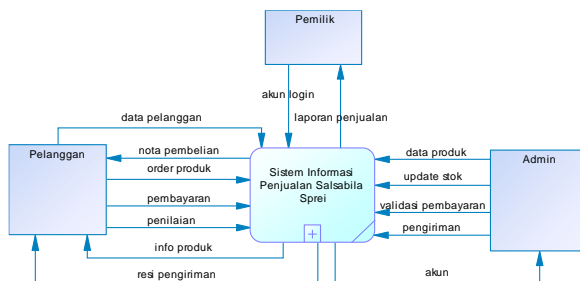 Pemilik
akun login
laporan penjualan
data pelanggan
Pelanggan
nota pembelian
order produk
pembayaran
penilaian
info produk
resi pengiriman
Sistem Informasi
Penjualan Salsabila
Sprei
data produk
update stok
validasi pembayaran
pengiriman
Admin
akun